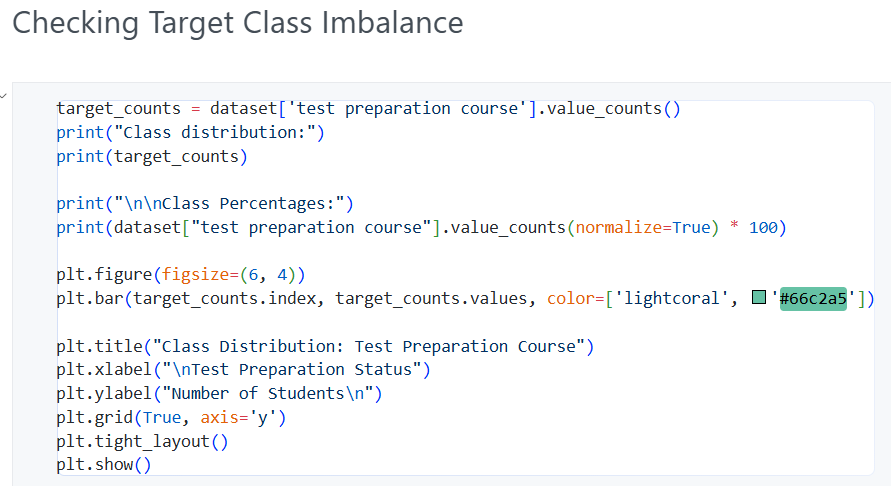 Checking Target Class Imbalance
target_counts = dataset['test preparation course'].value_counts()
print("Class distribution:")
print(target_counts)
print("\n\nClass Percentages:")
print(dataset["test preparation course"].value_counts(normalize=True) * 100)
plt.figure(figsize=(6, 4))
plt.bar(target_counts.index, target_counts.values, color=['lightcoral', '#66c2a5'])
plt.title("Class Distribution: Test Preparation Course")
plt.xlabel("\nTest Preparation Status")
plt.ylabel("Number of Students\n")
plt.grid(True, axis='y')
plt.tight_layout()
plt.show()